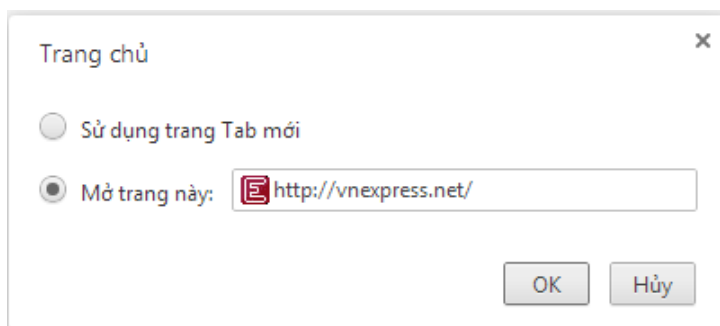 Trang chủ
Sử dụng trang Tab mới
Mở trang này: http://vnexpress.net/
OK Hủy